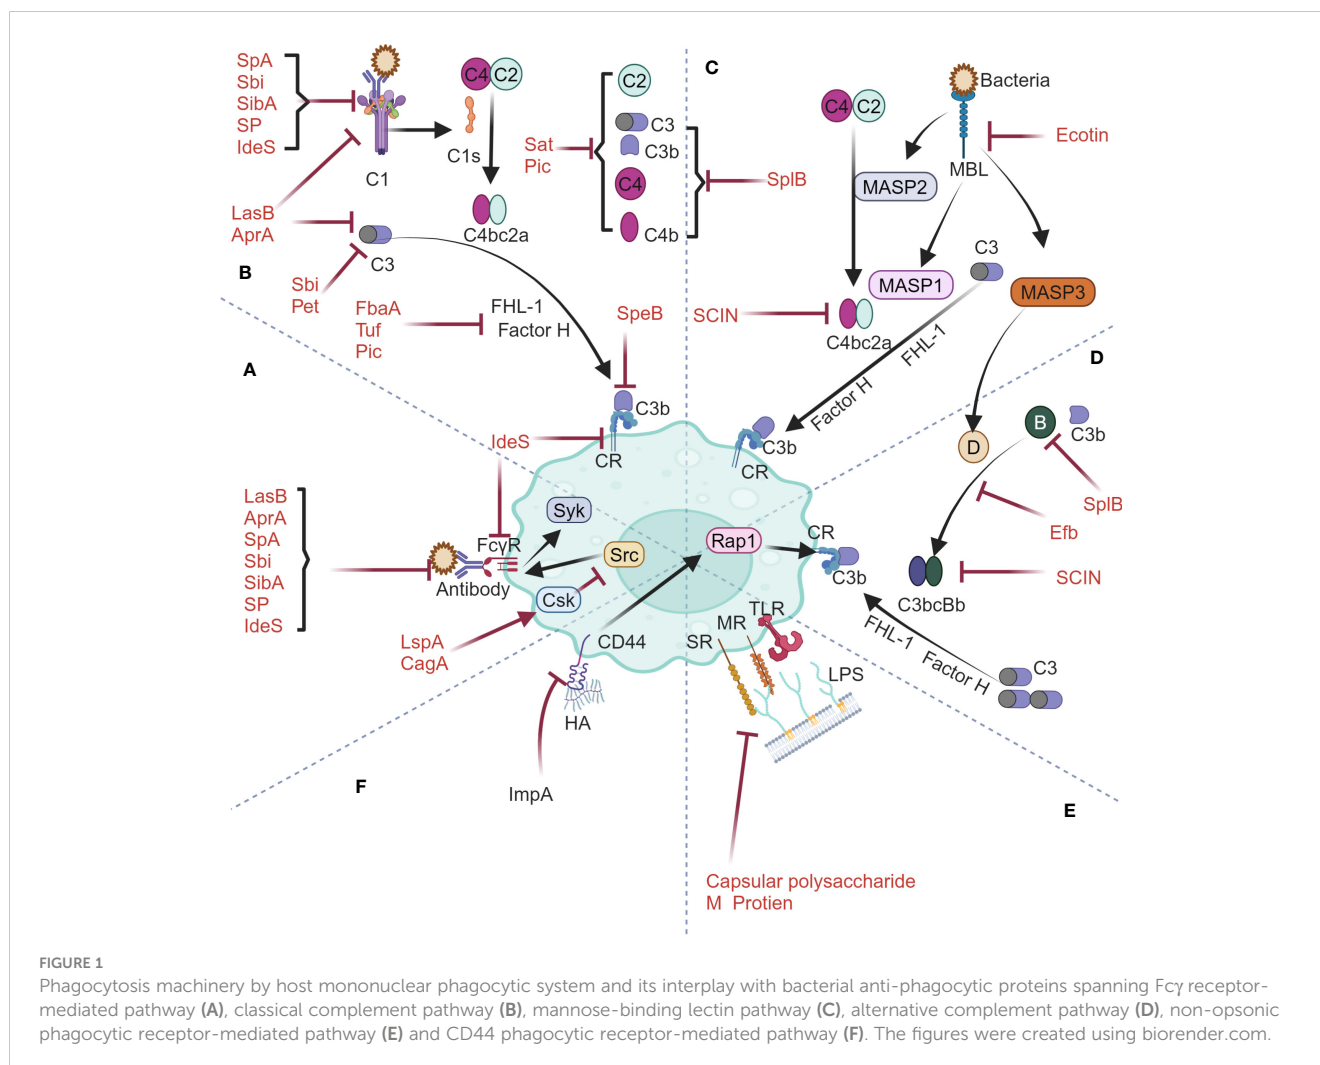 SpA
Sbi
SibA
SP
IdeS
C1
C4 C2
C1s
C4bc2a
LasB
AprA
C3
B
Sbi
Pet
FbaA
Tuf
Pic
FHL-1
Factor H
Sat
Pic
C2
C3
C3b
C4
C4b
SplB
SpeB
C3b
CR
C
C4 C2
Bacteria
Ecotin
MBL
MASP2
MASP1
C3
MASP3
SCIN
C4bc2a
FHL-1
Factor H
C3b
CR
D
D
B
C3b
SplB
Efb
SCIN
C3bcBb
CR
C3b
FHL-1 Factor H
C3
A
IdeS
LasB
AprA
SpA
Sbi
SibA
SP
IdeS
FcγR
Antibody
Syk
Src
Csk
Rap1
LspA
CagA
CD44
HA
ImpA
F
SR
MR
TLR
LPS
E
Capsular polysaccharide
M Protien
FIGURE 1
Phagocytosis machinery by host mononuclear phagocytic system and its interplay with bacterial anti-phagocytic proteins spanning Fcγ receptor-
mediated pathway (A), classical complement pathway (B), mannose-binding lectin pathway (C), alternative complement pathway (D), non-opsonic
phagocytic receptor-mediated pathway (E) and CD44 phagocytic receptor-mediated pathway (F). The figures were created using biorender.com.